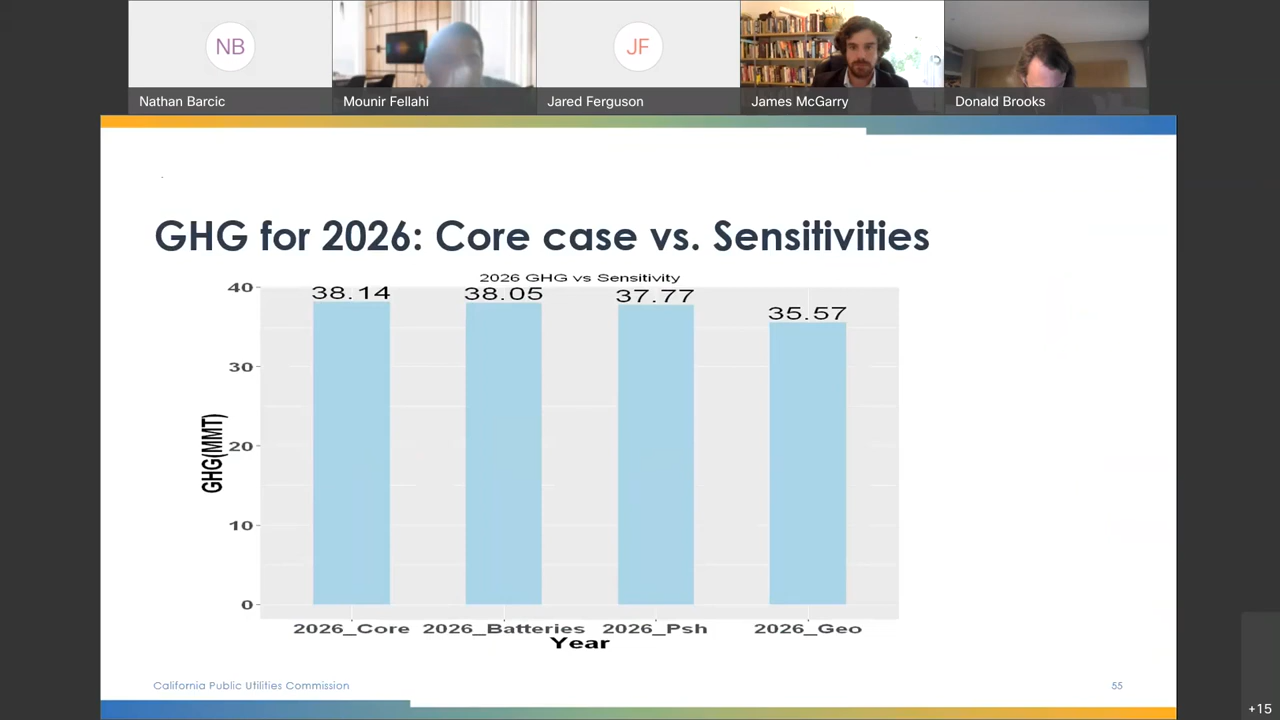 NB
JF
Nathan Barcic
Mounir Fellahi
Jared Ferguson
James McGarry
Donald Brooks
GHG for 2026: Core case vs. Sensitivities
2026 GHG vs Sensitivity
38.14
38.05
37.77
35.57
40
30
20
10
0
GHG(MMT)
2026_Core
2026_Batteries
2026_Psh
2026_Geo
Year
California Public Utilities Commission
55
+15